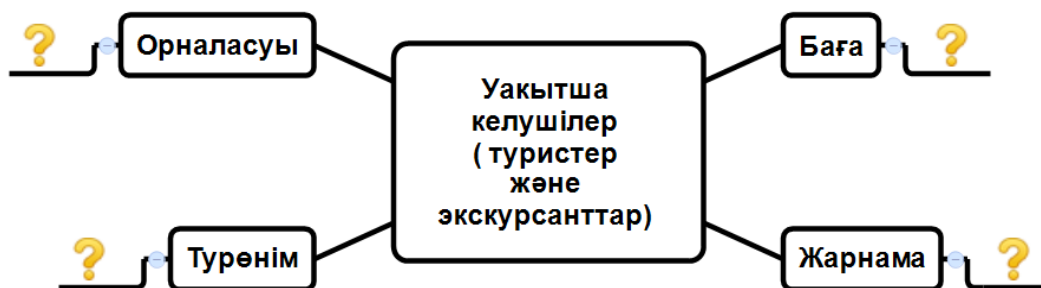 Орналасуы
Баға
Уакытша
келушілер
( туристер
және
экскурсанттар)
Турөнім
Жарнама